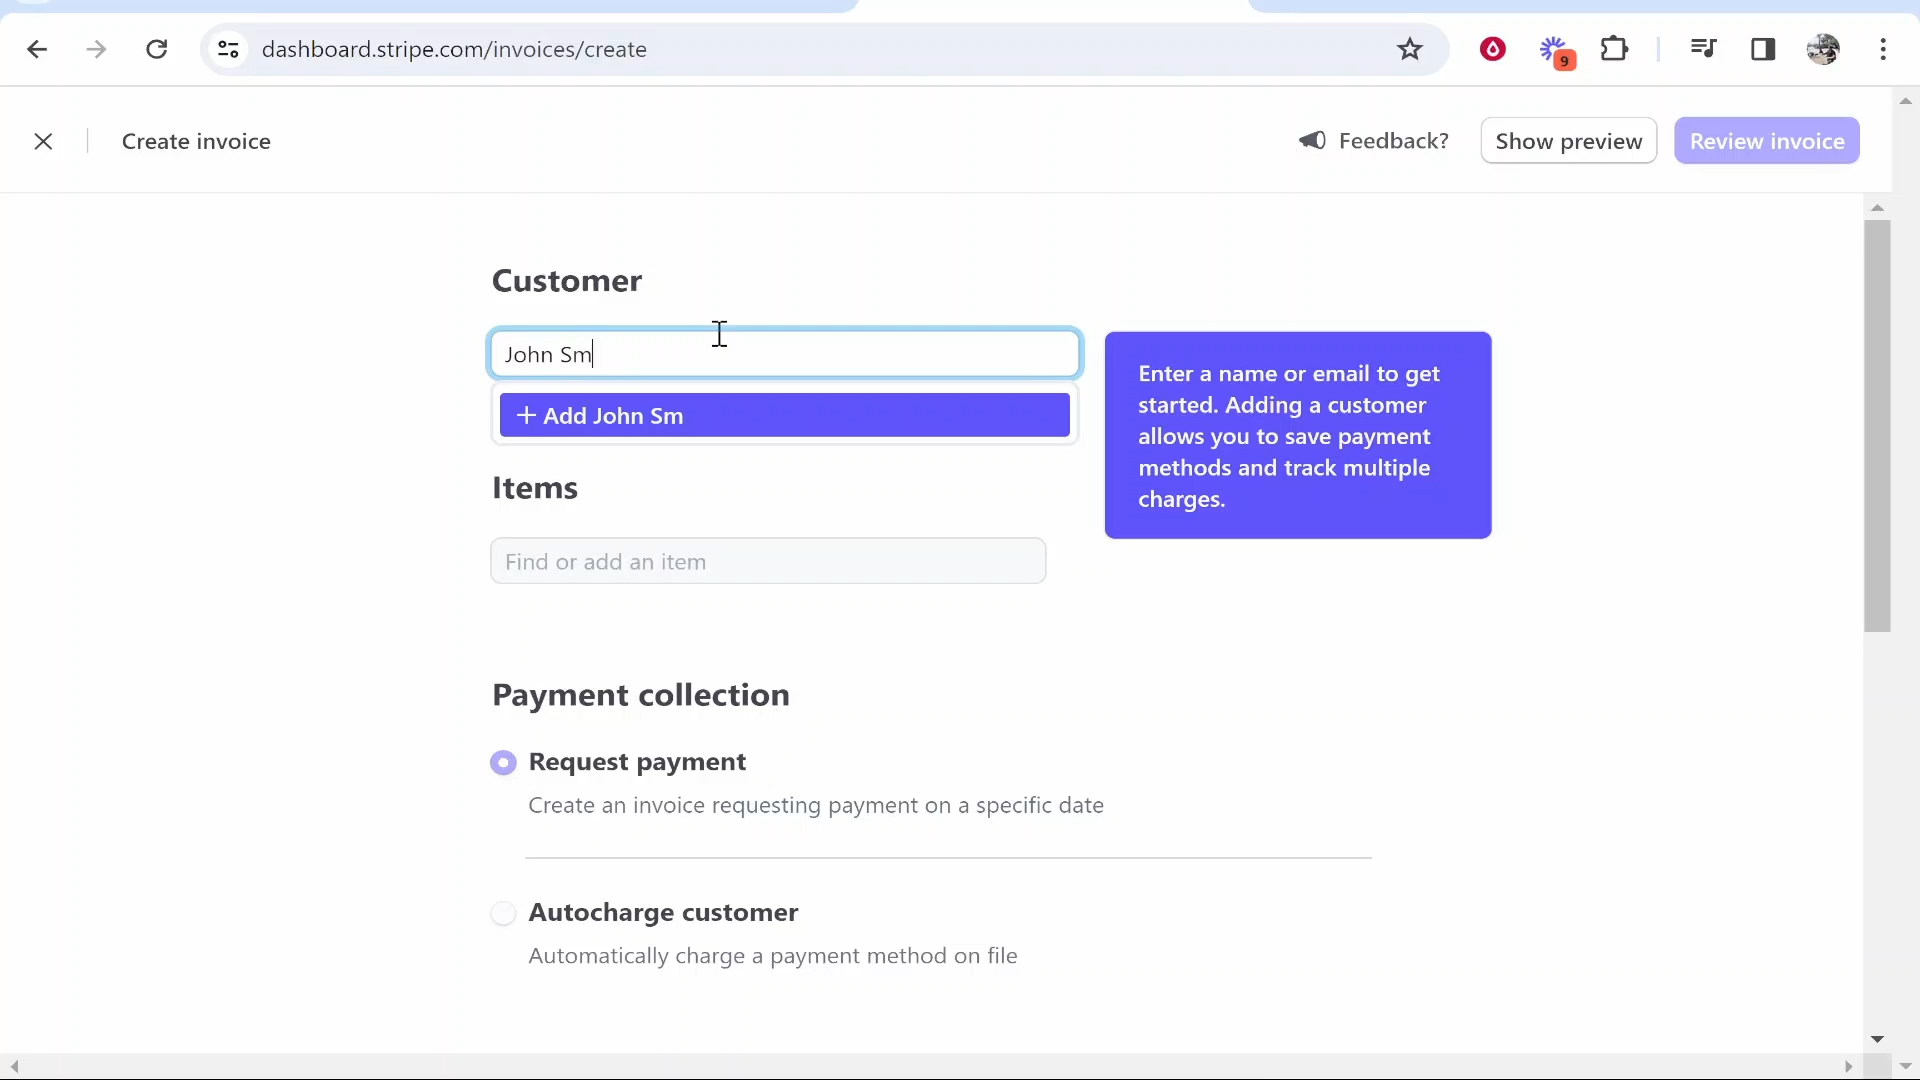 dashboard.stripe.com/invoices/create
9
Create invoice
Feedback?
Show preview
Review invoice
Customer
John Sm
+ Add John Sm
Enter a name or email to get
started. Adding a customer
allows you to save payment
methods and track multiple
charges.
Items
Find or add an item
Payment collection
Request payment
Create an invoice requesting payment on a specific date
Autocharge customer
Automatically charge a payment method on file